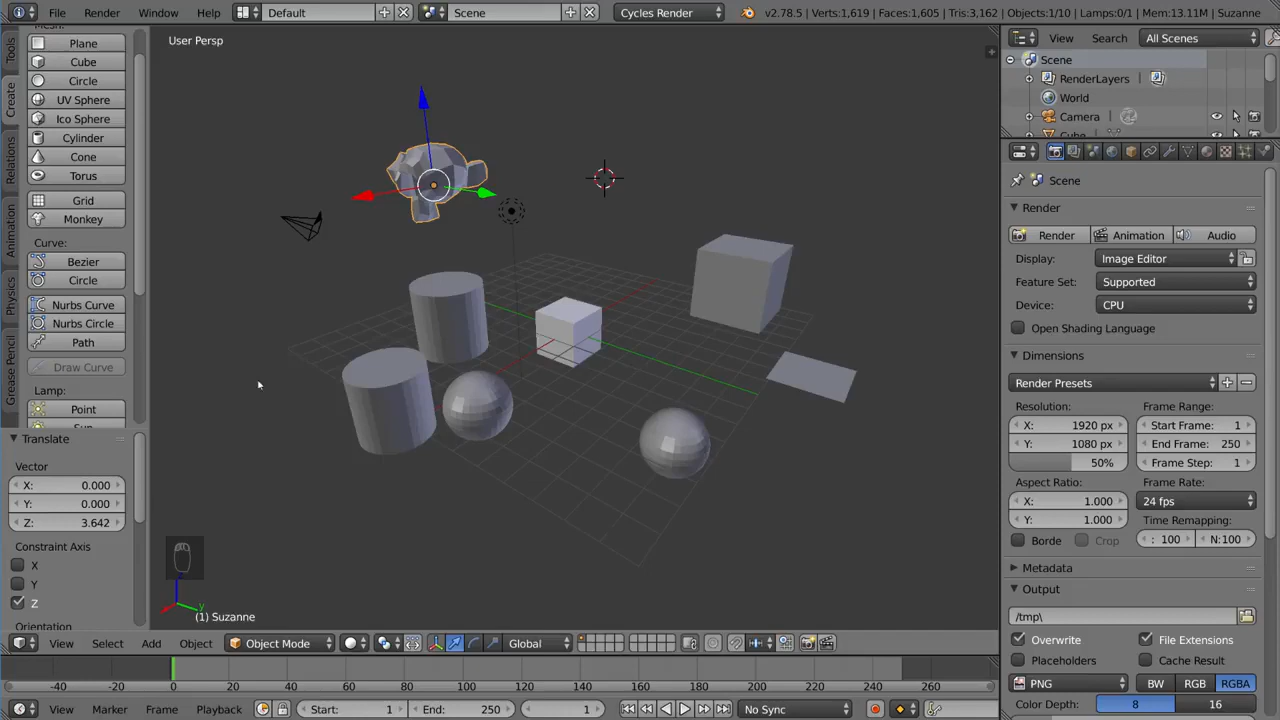 File Render Window Help Default Scene Cycles Render v2.78.5 | Verts:1,619 | Faces:1,605 | Tris:3,162 | Objects:1/10 | Lamps:0/1 | Mem:13.11M | Suzanne
Tools
Create
Relations
Animation
Physics
Grease Pencil
Plane
Cube
Circle
UV Sphere
Ico Sphere
Cylinder
Cone
Torus
Grid
Monkey
Curve:
Bezier
Circle
Nurbs Curve
Nurbs Circle
Path
Draw Curve
Lamp:
Point
Translate
Vector
X: 0.000
Y: 0.000
Z: 3.642
Constraint Axis
X
Y
Z
Orientation
User Persp
(1) Suzanne
View Select Add Object Object Mode Global
-40 -20 0 20 40 60 80 100 120 140 160 180 200 220 240 260
View Marker Frame Playback Start: 1 End: 250 1 No Sync
View Search All Scenes
Scene
RenderLayers
World
Camera
Cube
Scene
Render
Render Animation Audio
Display: Image Editor
Feature Set: Supported
Device: CPU
Open Shading Language
Dimensions
Render Presets
Resolution: Frame Range:
X: 1920 px Start Frame: 1
Y: 1080 px End Frame: 250
50% Frame Step: 1
Aspect Ratio: Frame Rate:
X: 1.000 24 fps
Y: 1.000 Time Remapping:
Borde Crop : 100 N:100
Metadata
Output
/tmp\
Overwrite File Extensions
Placeholders Cache Result
PNG BW RGB RGBA
Color Depth: 8 16